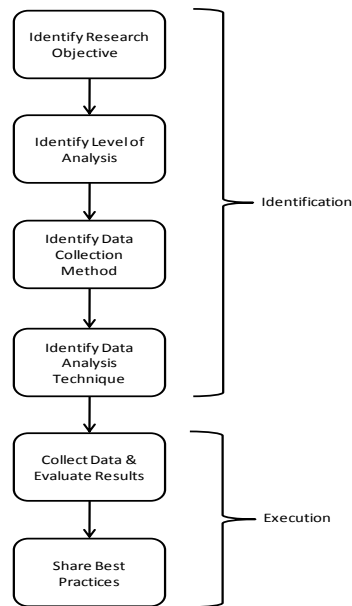 Identify Research
Objective
Identify Level of
Analysis
Identification
Identify Data
Collection
Method
Identify Data
Analysis
Technique
Collect Data &
Evaluate Results
Execution
Share Best
Practices